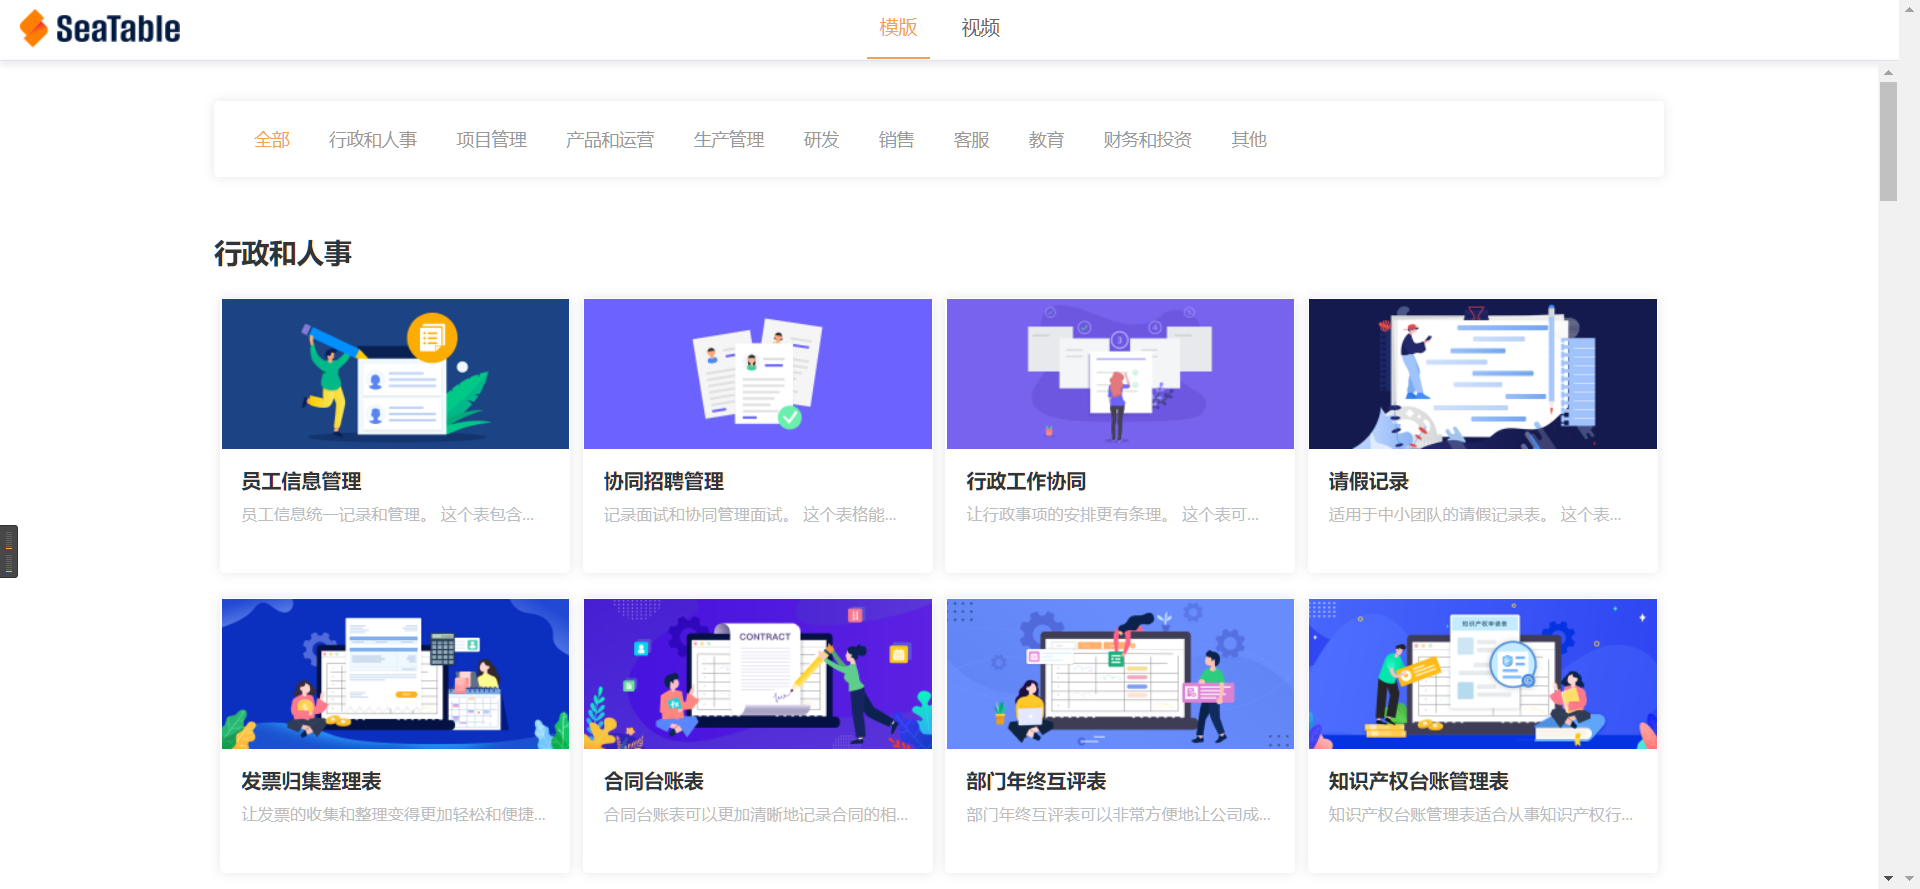 SeaTable
模版 视频
全部 行政和人事 项目管理 产品和运营 生产管理 研发 销售 客服 教育 财务和投资 其他
行政和人事
员工信息管理
员工信息统一记录和管理。 这个表包含...
协同招聘管理
记录面试和协同管理面试。 这个表格能...
行政工作协同
让行政事项的安排更有条理。 这个表可...
请假记录
适用于中小团队的请假记录表。 这个表...
CONTRACT
知识产权申请表
发票归集整理表
让发票的收集和整理变得更加轻松和便捷...
合同台账表
合同台账表可以更加清晰地记录合同的相...
部门年终互评表
部门年终互评表可以非常方便地让公司成...
知识产权台账管理表
知识产权台账管理表适合从事知识产权行...